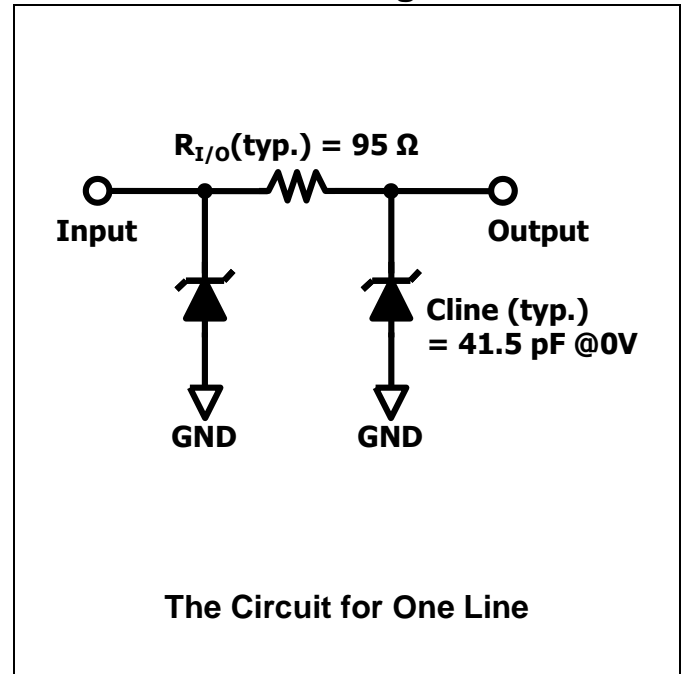 R_I/O(typ.) = 95 Ω
Input
Output
Cline (typ.)
= 41.5 pF @0V
GND
GND
The Circuit for One Line